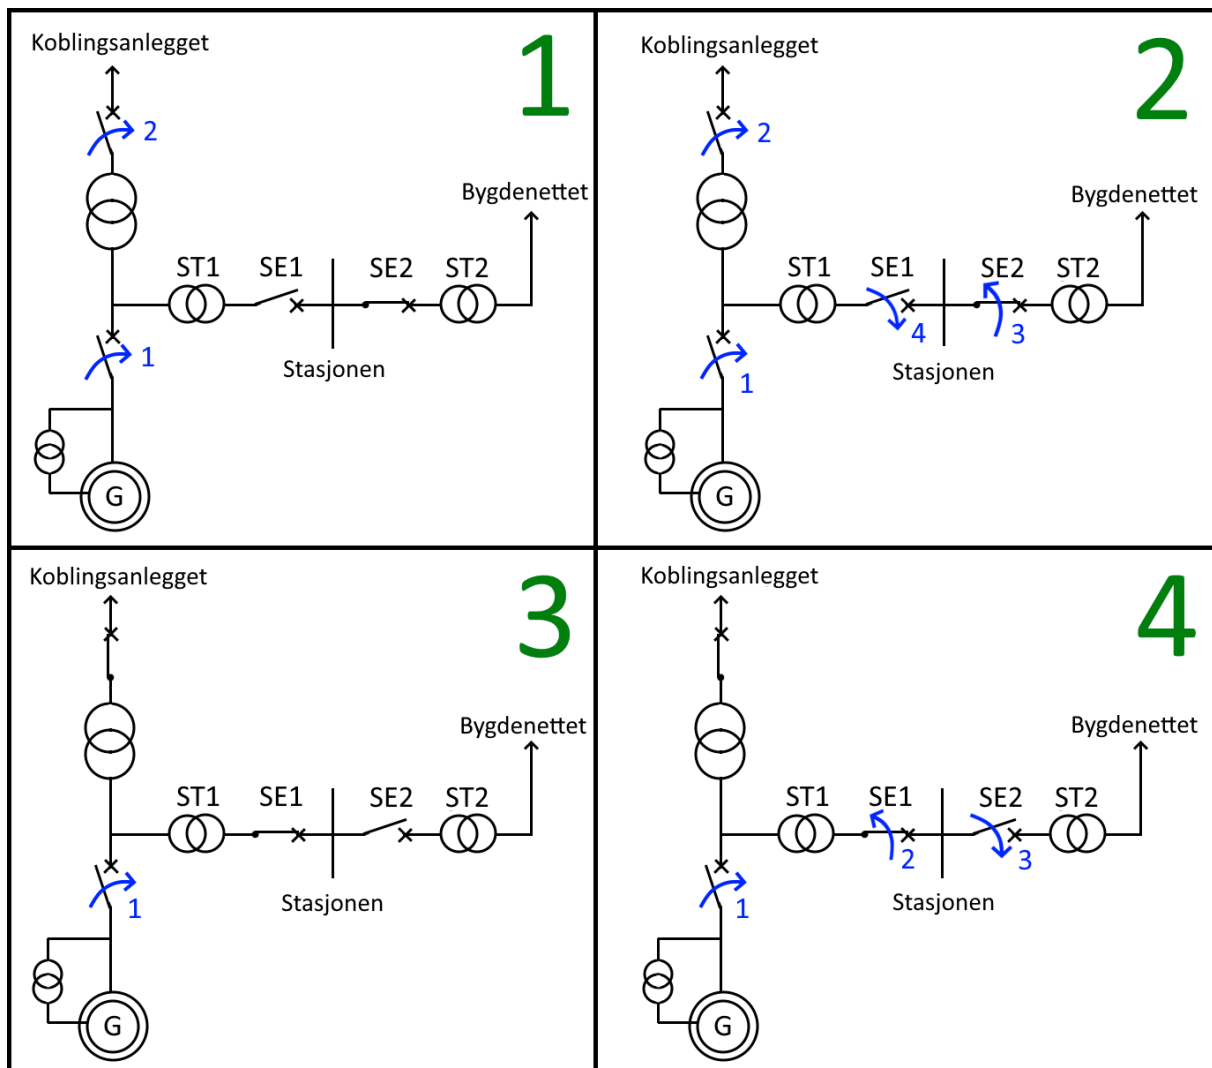 Koblingsanlegget
1
2
Bygdenettet
ST1
SE1
SE2
ST2
1
Stasjonen
G
Koblingsanlegget
2
2
Bygdenettet
ST1
SE1
SE2
ST2
4
3
1
Stasjonen
G
Koblingsanlegget
3
Bygdenettet
ST1
SE1
SE2
ST2
1
Stasjonen
G
Koblingsanlegget
4
Bygdenettet
ST1
SE1
SE2
ST2
2
3
1
Stasjonen
G